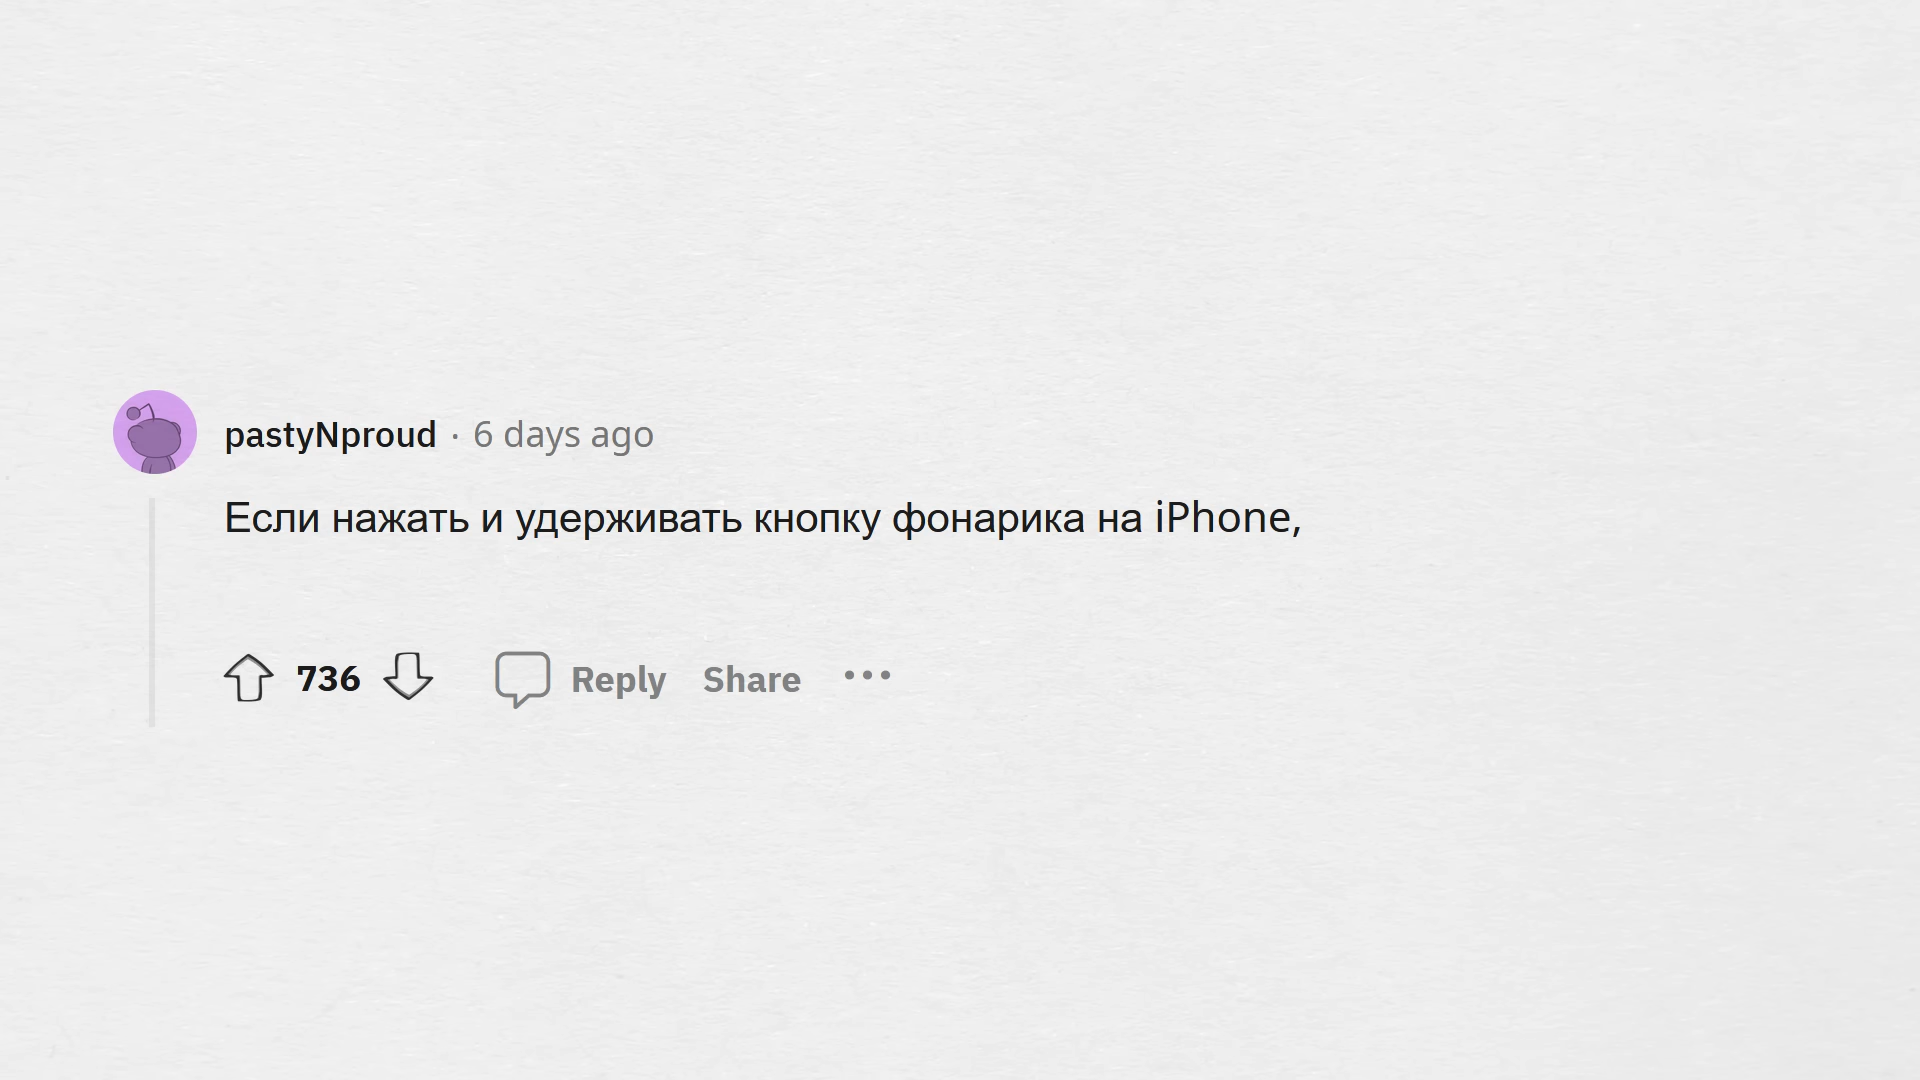 pastyNproud · 6 days ago
Если нажать и удерживать кнопку фонарика на iPhone,
736 Reply Share